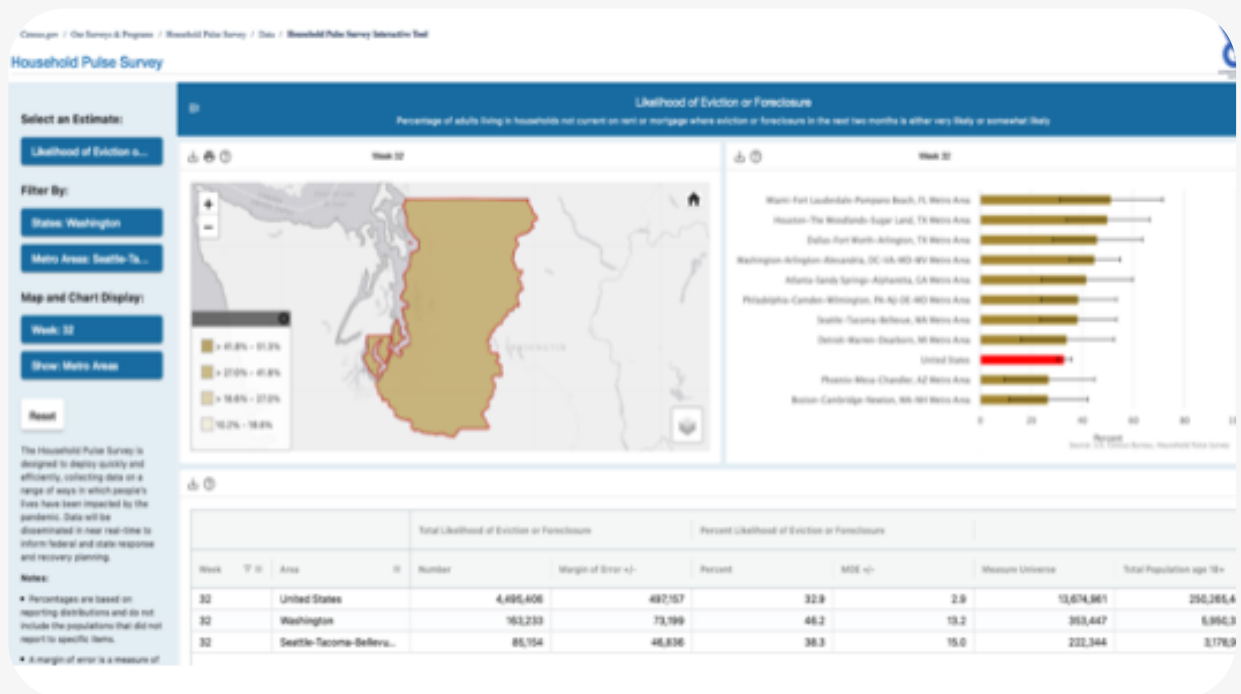 Census.gov / Our Surveys & Programs / Household Pulse Survey / Data / Household Pulse Survey Interactive Tool
Household Pulse Survey
Select an Estimate:
Likelihood of Eviction o...
Filter By:
States: Washington
Metro Areas: Seattle-Ta...
Map and Chart Display:
Week: 32
Show: Metro Areas
Reset
The Household Pulse Survey is
designed to deploy quickly and
efficiently, collecting data on a
range of ways in which people's
lives have been impacted by the
pandemic. Data will be
disseminated in near real-time to
inform federal and state response
and recovery planning.
Notes:
• Percentages are based on
reporting distributions and do not
include the populations that did not
report to specific items.
• A margin of error is a measure of
Likelihood of Eviction or Foreclosure
Percentage of adults living in households not current on rent or mortgage where eviction or foreclosure in the next two months is either very likely or somewhat likely
Week 32
+
−
> 41.8% - 51.3%
> 27.0% - 41.8%
> 18.6% - 27.0%
10.2% - 18.6%
Week 32
Miami-Fort Lauderdale-Pompano Beach, FL Metro Area
Houston-The Woodlands-Sugar Land, TX Metro Area
Dallas-Fort Worth-Arlington, TX Metro Area
Washington-Arlington-Alexandria, DC-VA-MD-WV Metro Area
Atlanta-Sandy Springs-Alpharetta, GA Metro Area
Philadelphia-Camden-Wilmington, PA-NJ-DE-MD Metro Area
Seattle-Tacoma-Bellevue, WA Metro Area
Detroit-Warren-Dearborn, MI Metro Area
United States
Phoenix-Mesa-Chandler, AZ Metro Area
Boston-Cambridge-Newton, MA-NH Metro Area
0 20 40 60 80
Percent
Source: U.S. Census Bureau, Household Pulse Survey
Total Likelihood of Eviction or Foreclosure Percent Likelihood of Eviction or Foreclosure
Week Area Number Margin of Error +/- Percent MOE +/- Measure Universe Total Population age 18+
32 United States 4,495,406 497,157 32.9 2.9 13,674,961 250,265,4
32 Washington 163,233 73,199 46.2 13.2 353,447 5,950,3
32 Seattle-Tacoma-Bellevu... 85,154 46,836 38.3 15.0 222,344 3,178,9